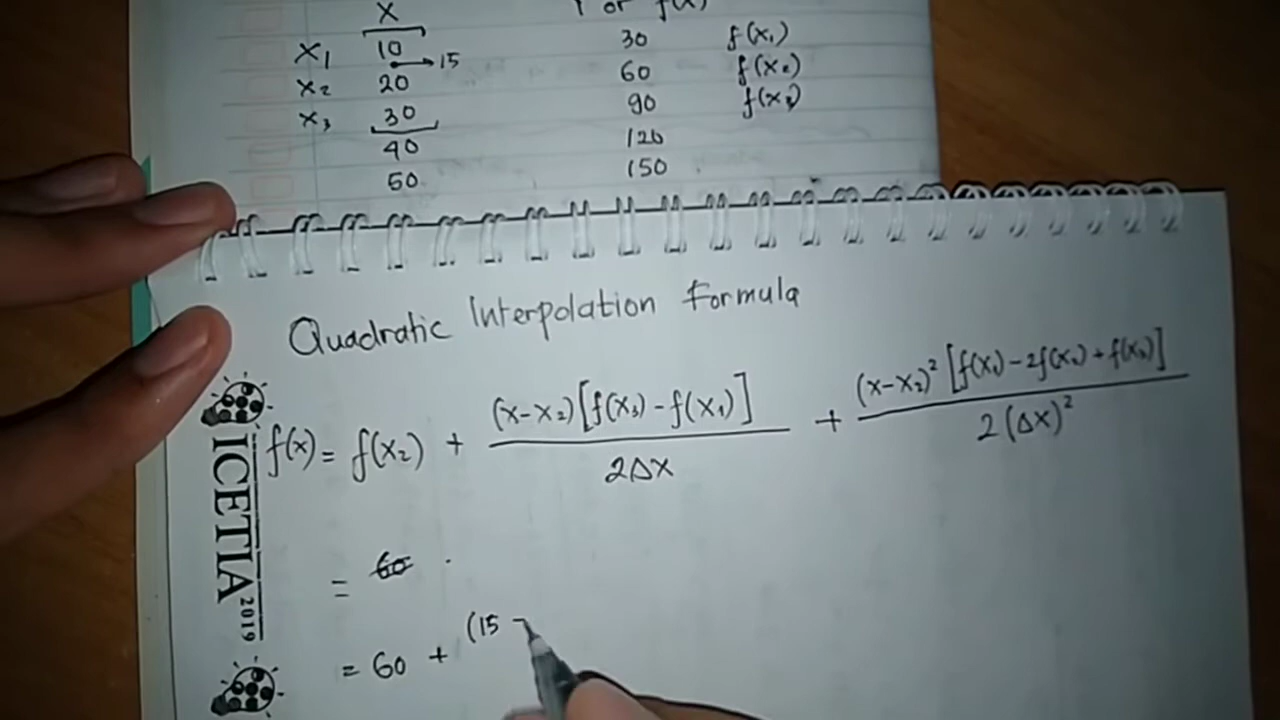 X Y or f(x)
X1 10 → 15 30 f(x1)
X2 20 60 f(x2)
X3 30 90 f(x3)
40 120
50 150
Quadratic Interpolation Formula
f(x) = f(x2) + (x-x2)[f(x3) - f(x1)] / 2Δx + (x-x2)² [f(x1) - 2f(x2) + f(x3)] / 2(Δx)²
= 60
= 60 + (15 -
ICETIA 2019